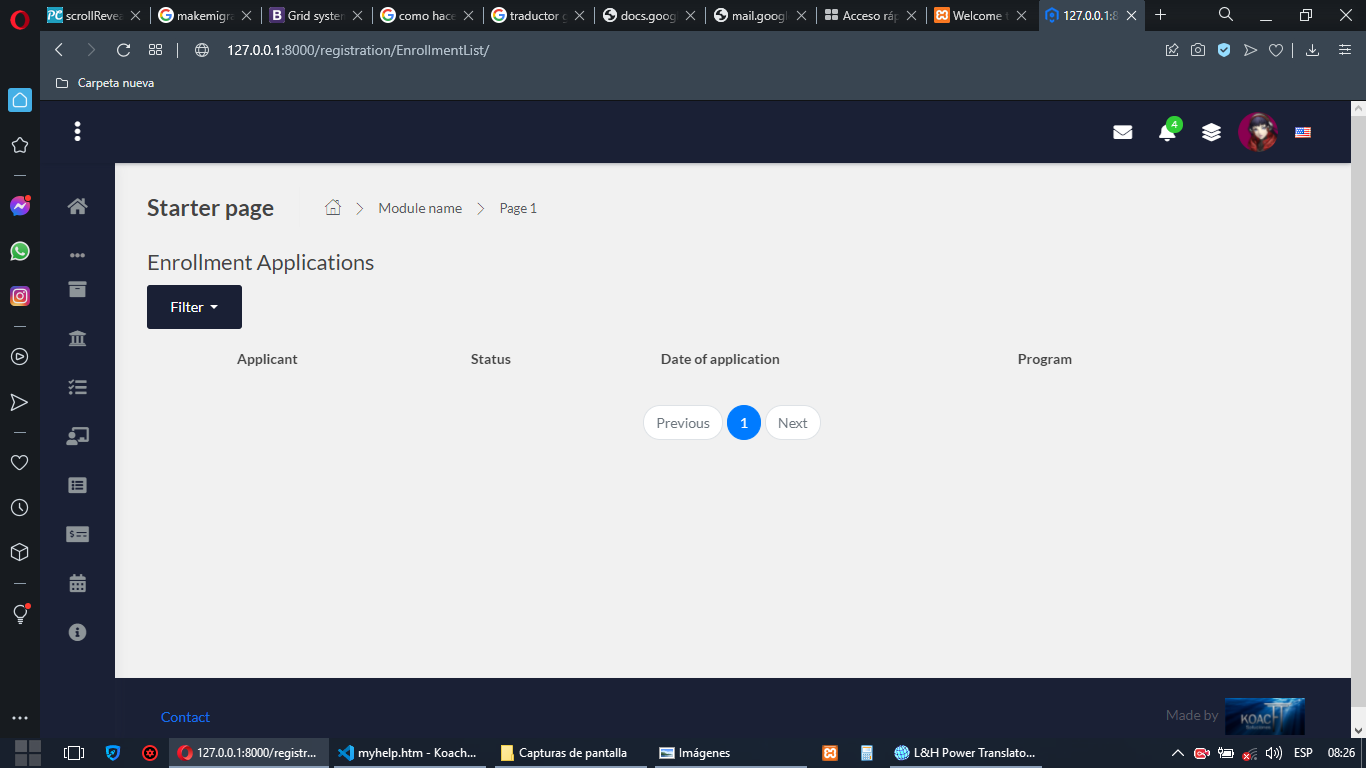 scrollRevea
makemigra
Grid system
como hace
traductor g
docs.googl
mail.googl
Acceso ráp
Welcome t
127.0.0.1:8
127.0.0.1:8000/registration/EnrollmentList/
Carpeta nueva
4
Starter page
Module name
Page 1
Enrollment Applications
Filter
Applicant Status Date of application Program
Previous 1 Next
Contact
Made by
KOACH
127.0.0.1:8000/registr...
myhelp.htm - Koach...
Capturas de pantalla
Imágenes
L&H Power Translato...
ESP
08:26